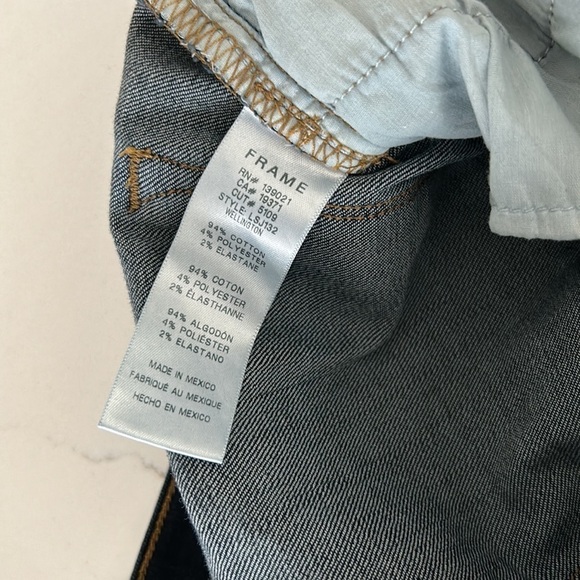 FRAME
RN# 139021
CA# 19371
CUT# 5109
STYLE: LSJ132
WELLINGTON
94% COTTON
4% POLYESTER
2% ELASTANE
94% COTON
4% POLYESTER
2% ÉLASTHANNE
94% ALGODÓN
4% POLIÉSTER
2% ELASTANO
MADE IN MEXICO
FABRIQUÉ AU MEXIQUE
HECHO EN MEXICO